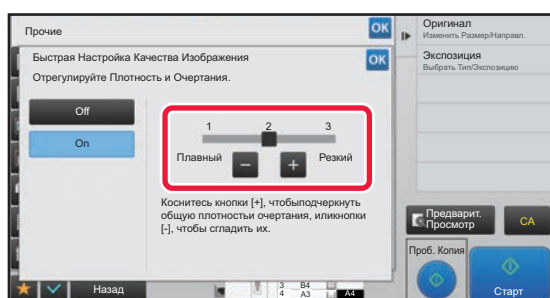 Прочие
OK
Быстрая Настройка Качества Изображения
OK
Отрегулируйте Плотность и Очертания.
Off
On
1 2 3
Плавный
Резкий
Коснитесь кнопки [+], чтобыподчеркнуть
общую плотностьи очертания, иликнопки
[-], чтобы сгладить их.
Назад
3 B4
4 A3
A4
Оригинал
Изменить Размер/Направл.
Экспозиция
Выбрать Тип/Экспозицию
Предварит.
Просмотр
CA
Проб. Копия
Старт